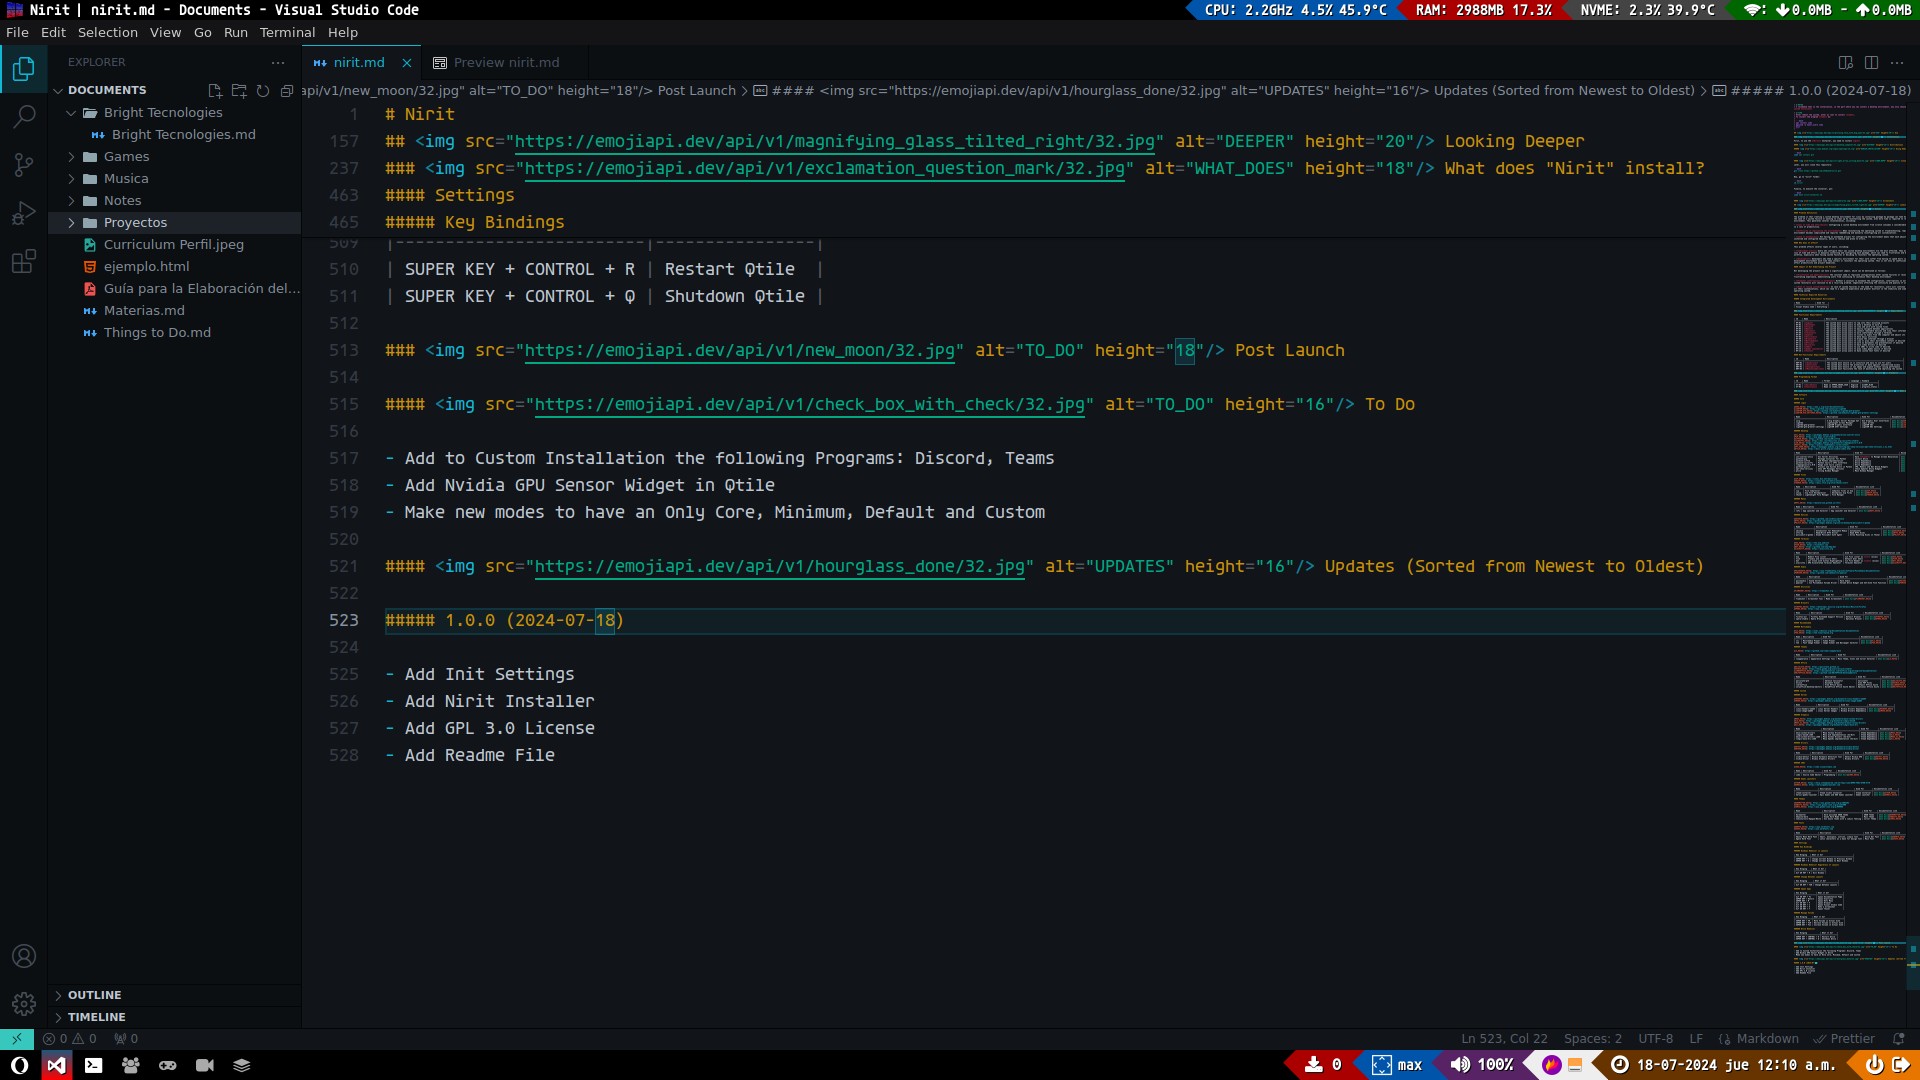 Nirit | nirit.md - Documents - Visual Studio Code
CPU: 2.2GHz 4.5% 45.9°C
RAM: 2988MB 17.3%
NVME: 2.3% 39.9°C
: 0.0MB - 0.0MB
File Edit Selection View Go Run Terminal Help
EXPLORER
nirit.md
Preview nirit.md
DOCUMENTS
api/v1/new_moon/32.jpg" alt="TO_DO" height="18"/> Post Launch > #### <img src="https://emojiapi.dev/api/v1/hourglass_done/32.jpg" alt="UPDATES" height="16"/> Updates (Sorted from Newest to Oldest) > ##### 1.0.0 (2024-07-18)
Bright Tecnologies
Bright Tecnologies.md
Games
Musica
Notes
Proyectos
Curriculum Perfil.jpeg
ejemplo.html
Guía para la Elaboración del...
Materias.md
Things to Do.md
1 # Nirit
157 ## <img src="https://emojiapi.dev/api/v1/magnifying_glass_tilted_right/32.jpg" alt="DEEPER" height="20"/> Looking Deeper
237 ### <img src="https://emojiapi.dev/api/v1/exclamation_question_mark/32.jpg" alt="WHAT_DOES" height="18"/> What does "Nirit" install?
463 #### Settings
465 ##### Key Bindings
509 |-------------------------|----------------|
510 | SUPER KEY + CONTROL + R | Restart Qtile |
511 | SUPER KEY + CONTROL + Q | Shutdown Qtile |
512
513 ### <img src="https://emojiapi.dev/api/v1/new_moon/32.jpg" alt="TO_DO" height="18"/> Post Launch
514
515 #### <img src="https://emojiapi.dev/api/v1/check_box_with_check/32.jpg" alt="TO_DO" height="16"/> To Do
516
517 - Add to Custom Installation the following Programs: Discord, Teams
518 - Add Nvidia GPU Sensor Widget in Qtile
519 - Make new modes to have an Only Core, Minimum, Default and Custom
520
521 #### <img src="https://emojiapi.dev/api/v1/hourglass_done/32.jpg" alt="UPDATES" height="16"/> Updates (Sorted from Newest to Oldest)
522
523 ##### 1.0.0 (2024-07-18)
524
525 - Add Init Settings
526 - Add Nirit Installer
527 - Add GPL 3.0 License
528 - Add Readme File
OUTLINE
TIMELINE
0 0 0
Ln 523, Col 22 Spaces: 2 UTF-8 LF {} Markdown Prettier
0 max 100% 18-07-2024 jue 12:10 a.m.